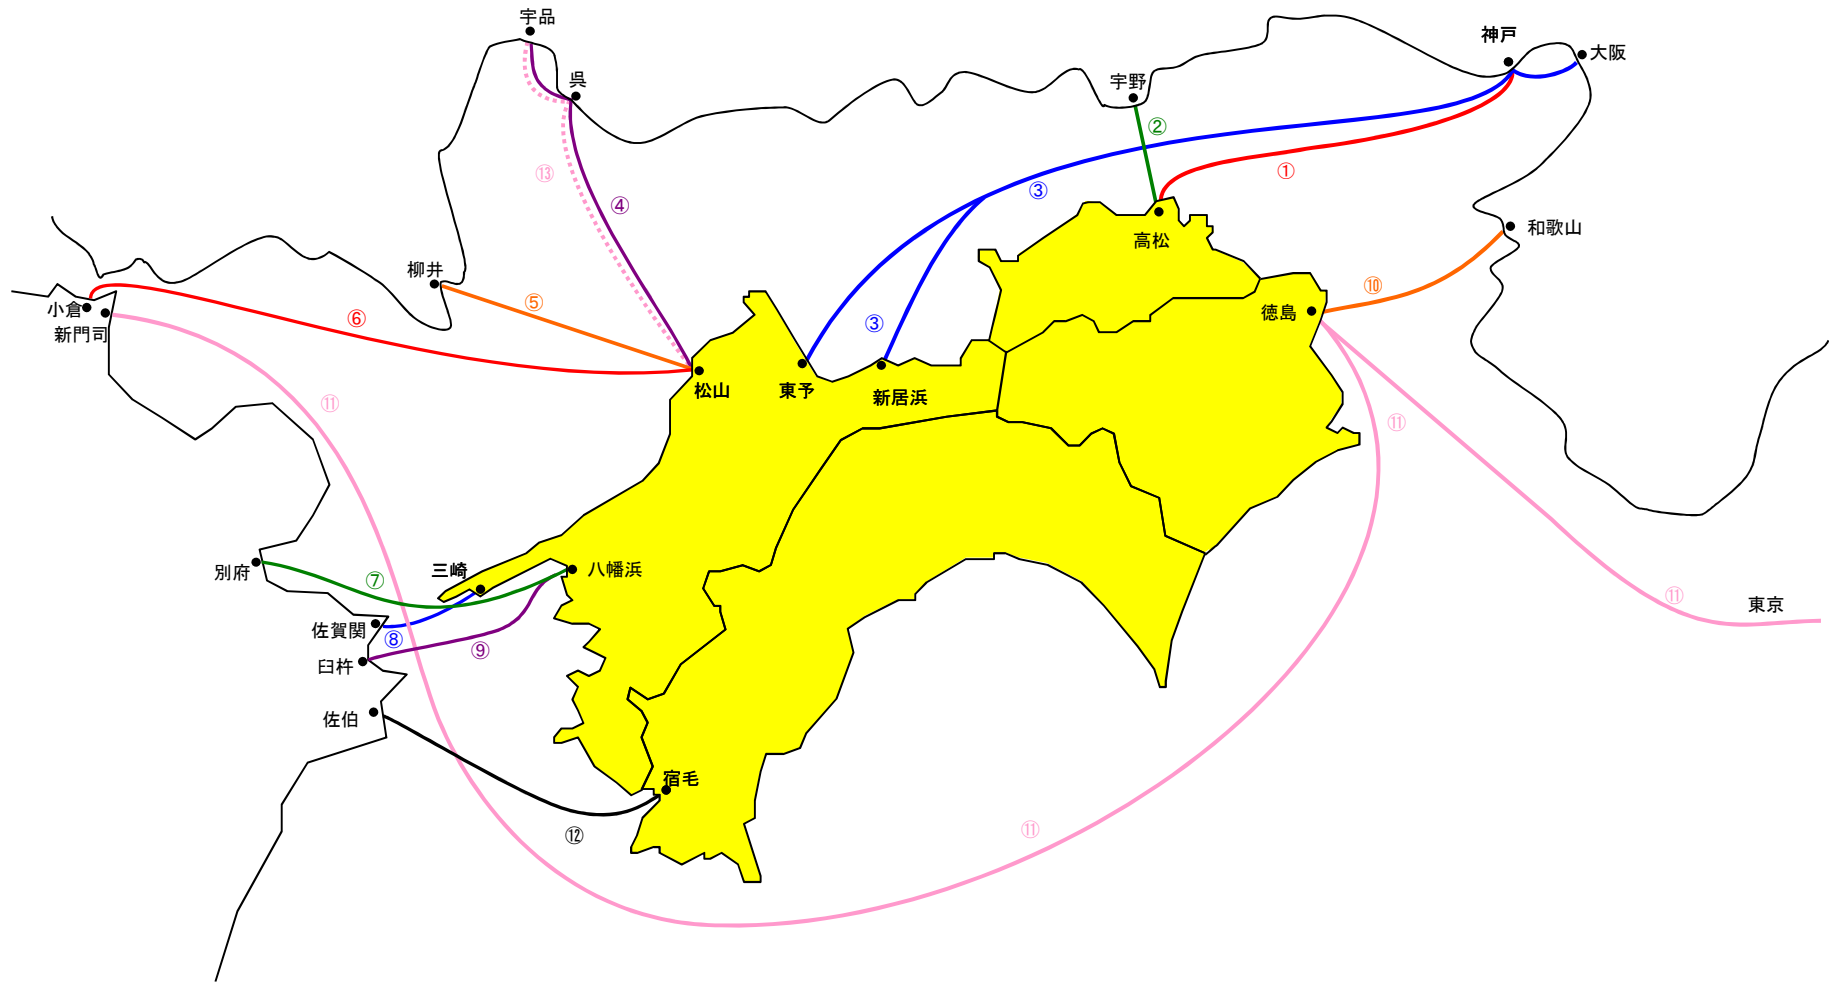 宇品
神戸
大阪
呉
宇野
②
⑬
①
③
④
和歌山
高松
柳井
⑤
⑩
小倉
新門司
⑥
③
徳島
松山
東予
新居浜
⑪
⑪
別府
⑦
三崎
八幡浜
⑪
東京
佐賀関
⑧
⑨
臼杵
佐伯
宿毛
⑫
⑪